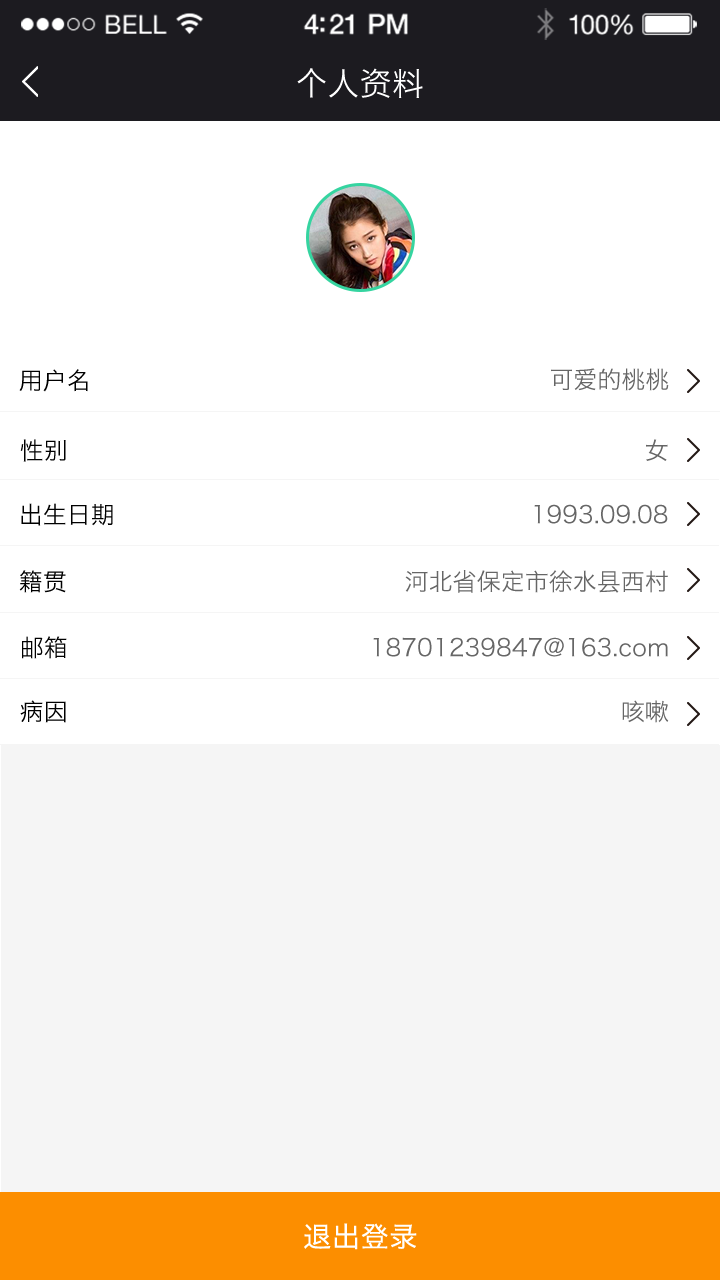 BELL 4:21 PM 100%
个人资料
用户名 可爱的桃桃
性别 女
出生日期 1993.09.08
籍贯 河北省保定市徐水县西村
邮箱 18701239847@163.com
病因 咳嗽
退出登录